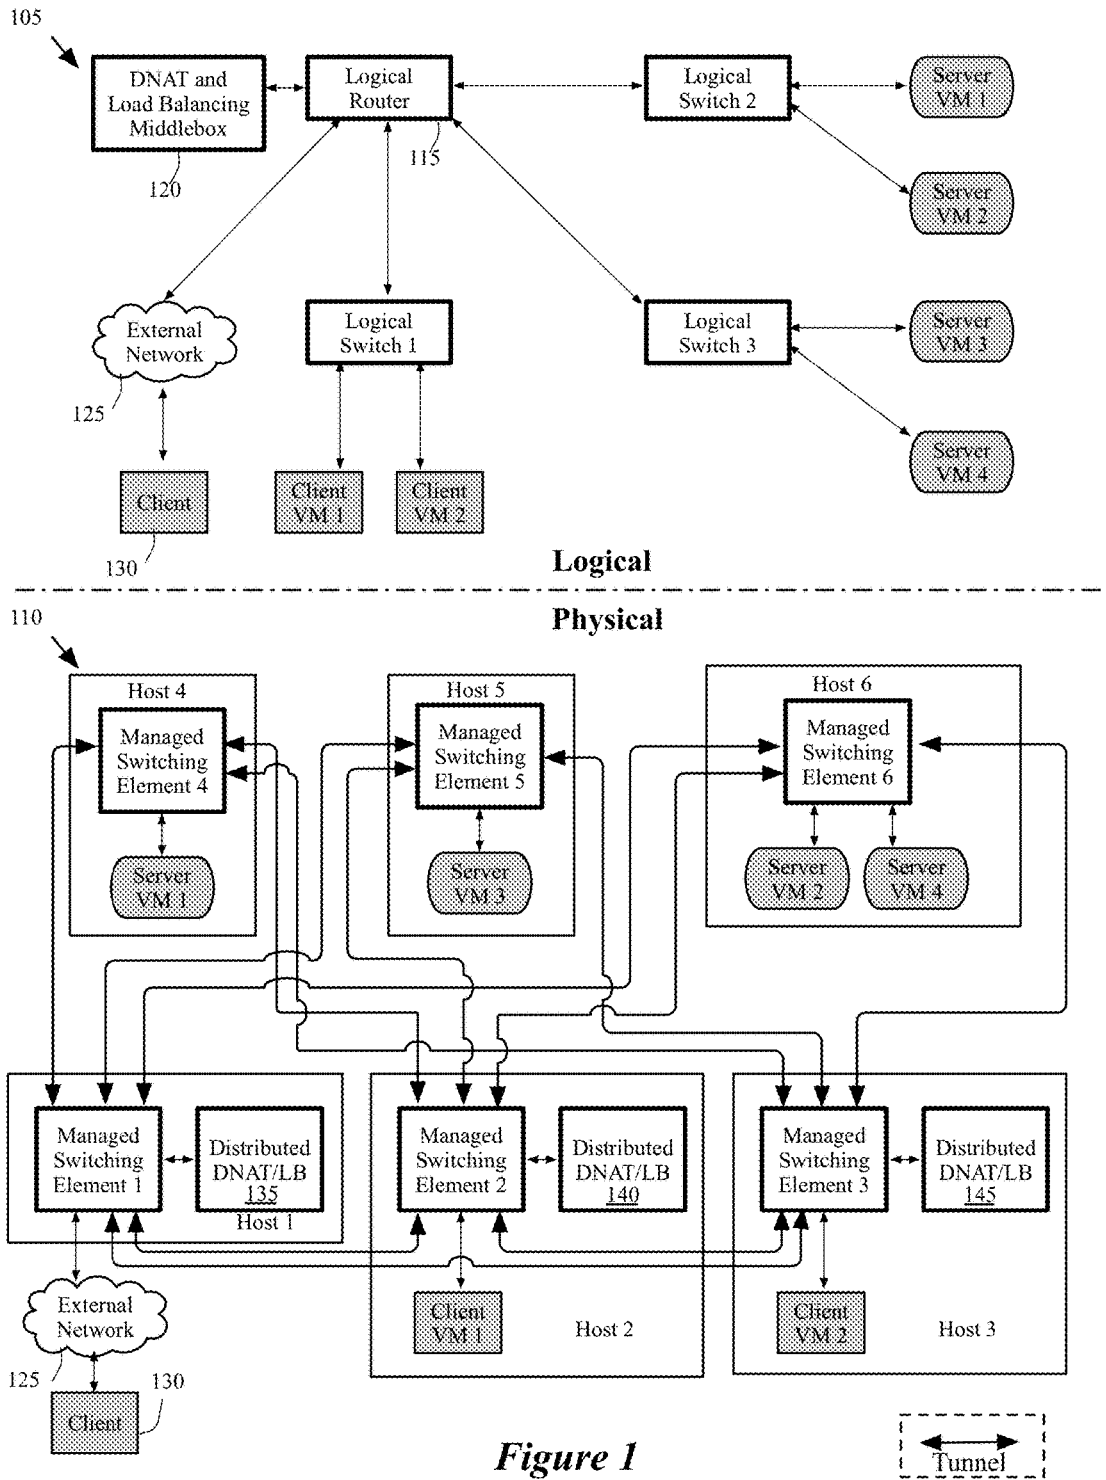 105
DNAT and
Load Balancing
Middlebox
120
Logical
Router
115
Logical
Switch 2
Server
VM 1
Server
VM 2
External
Network
125
Logical
Switch 1
Logical
Switch 3
Server
VM 3
Server
VM 4
Client
130
Client
VM 1
Client
VM 2
Logical
Physical
110
Host 4
Managed
Switching
Element 4
Server
VM 1
Host 5
Managed
Switching
Element 5
Server
VM 3
Host 6
Managed
Switching
Element 6
Server
VM 2
Server
VM 4
Managed
Switching
Element 1
Distributed
DNAT/LB
135
Host 1
Managed
Switching
Element 2
Distributed
DNAT/LB
140
Managed
Switching
Element 3
Distributed
DNAT/LB
145
External
Network
125
Client
130
Client
VM 1
Host 2
Client
VM 2
Host 3
Figure 1
Tunnel